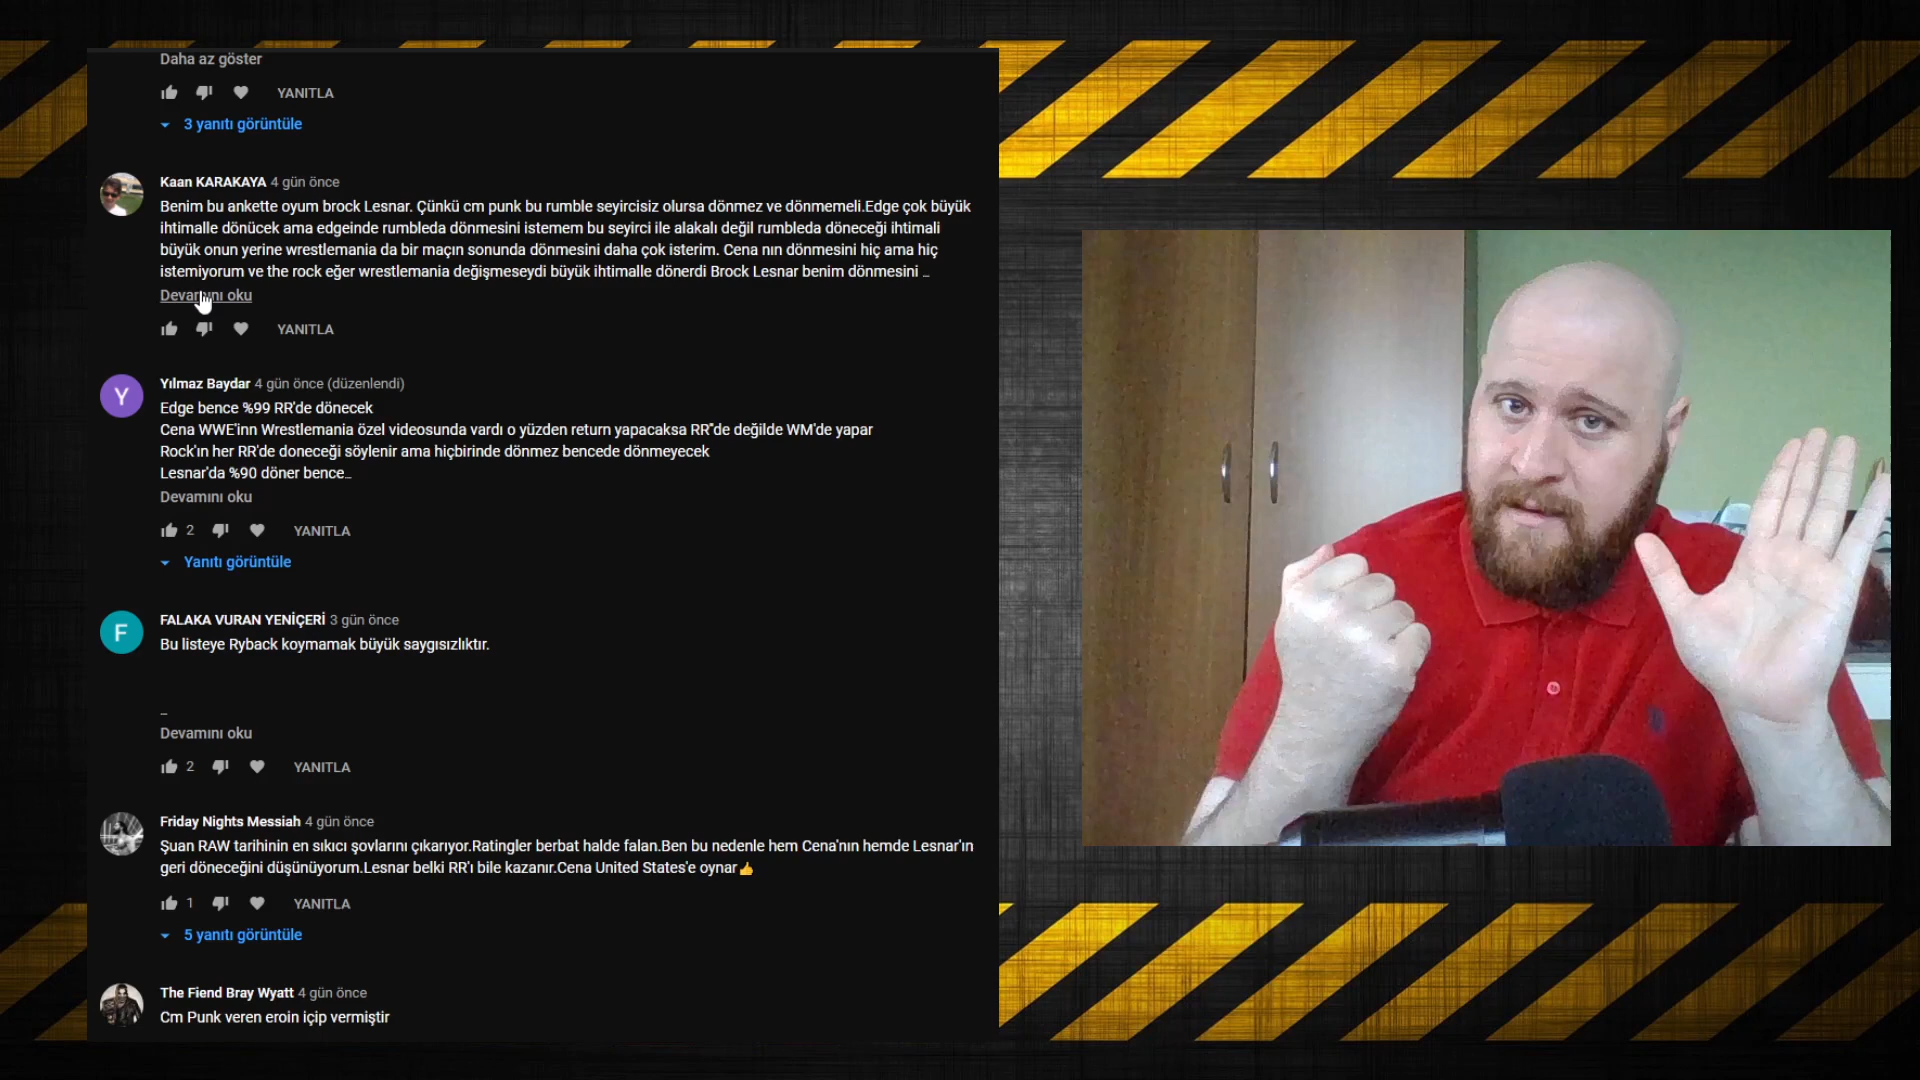 Daha az göster
YANITLA
3 yanıtı görüntüle
Kaan KARAKAYA 4 gün önce
Benim bu ankette oyum brock Lesnar. Çünkü cm punk bu rumble seyircisiz olursa dönmez ve dönmemeli.Edge çok büyük
ihtimalle dönücek ama edgeinde rumbleda dönmesini istemem bu seyirci ile alakalı değil rumbleda döneceği ihtimali
büyük onun yerine wrestlemania da bir maçın sonunda dönmesini daha çok isterim. Cena nın dönmesini hiç ama hiç
istemiyorum ve the rock eğer wrestlemania değişmeseydi büyük ihtimalle dönerdi Brock Lesnar benim dönmesini ...
Devamını oku
YANITLA
Y
Yılmaz Baydar 4 gün önce (düzenlendi)
Edge bence %99 RR'de dönecek
Cena WWE'inn Wrestlemania özel videosunda vardı o yüzden return yapacaksa RR"de değilde WM'de yapar
Rock'ın her RR'de doneceği söylenir ama hiçbirinde dönmez bencede dönmeyecek
Lesnar'da %90 döner bence...
Devamını oku
2 YANITLA
Yanıtı görüntüle
F
FALAKA VURAN YENİÇERİ 3 gün önce
Bu listeye Ryback koymamak büyük saygısızlıktır.
...
Devamını oku
2 YANITLA
Friday Nights Messiah 4 gün önce
Şuan RAW tarihinin en sıkıcı şovlarını çıkarıyor.Ratingler berbat halde falan.Ben bu nedenle hem Cena'nın hemde Lesnar'ın
geri döneceğini düşünüyorum.Lesnar belki RR'ı bile kazanır.Cena United States'e oynar👍
1 YANITLA
5 yanıtı görüntüle
The Fiend Bray Wyatt 4 gün önce
Cm Punk veren eroin içip vermiştir